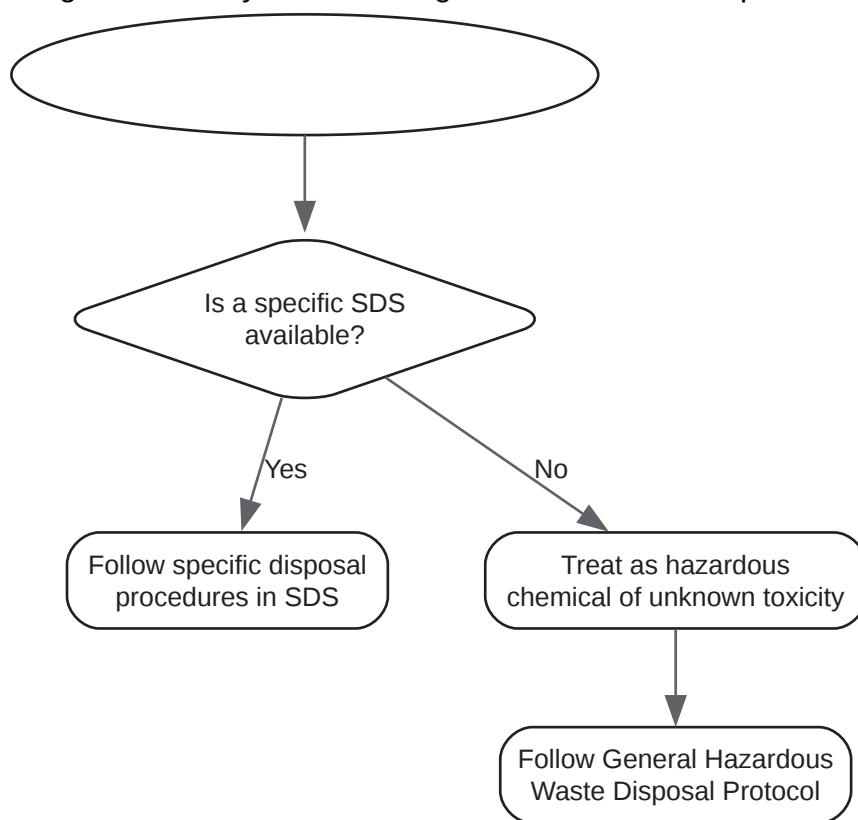 Is a specific SDS
available?
Yes
No
Follow specific disposal
procedures in SDS
Treat as hazardous
chemical of unknown toxicity
Follow General Hazardous
Waste Disposal Protocol